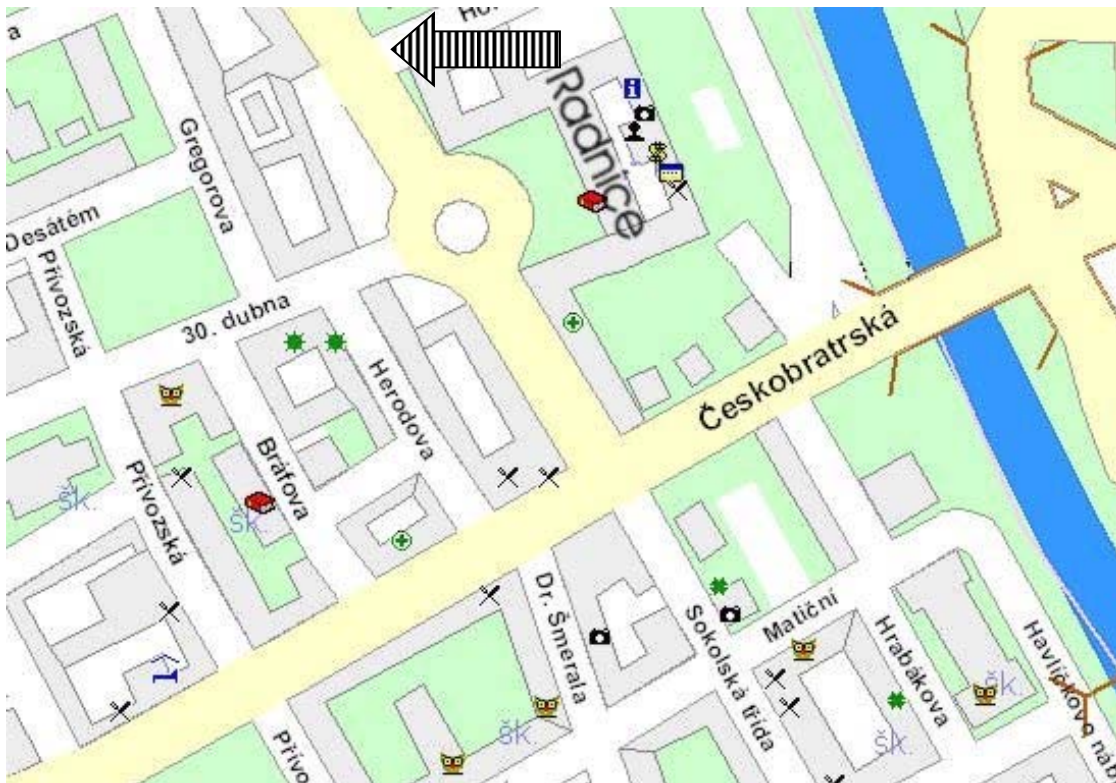 Gregorova
Radnice
i
Desátém
Přívozská
30. dubna
Herodova
Českobratrská
Bráfova
Přívozská
šk.
šk.
Dr. Šmerala
Sokolská třída
Matiční
Hrabákova
Havlíčkovo
šk.
šk.
šk.